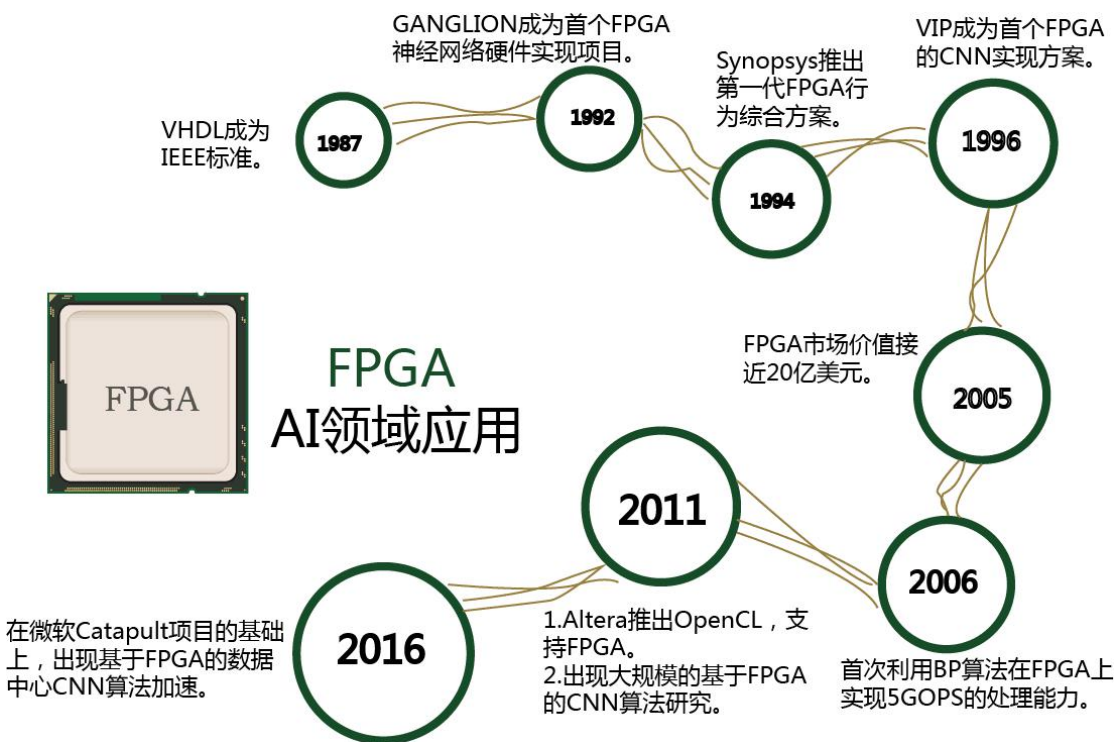 GANGLION成为首个FPGA
神经网络硬件实现项目。
VIP成为首个FPGA
的CNN实现方案。
Synopsys推出
第一代FPGA行
为综合方案。
VHDL成为
IEEE标准。
1987
1992
1994
1996
FPGA
FPGA
AI领域应用
FPGA市场价值接
近20亿美元。
2005
2011
2006
2016
在微软Catapult项目的基础
上，出现基于FPGA的数据
中心CNN算法加速。
1.Altera推出OpenCL，支
持FPGA。
2.出现大规模的基于FPGA
的CNN算法研究。
首次利用BP算法在FPGA上
实现5GOPS的处理能力。